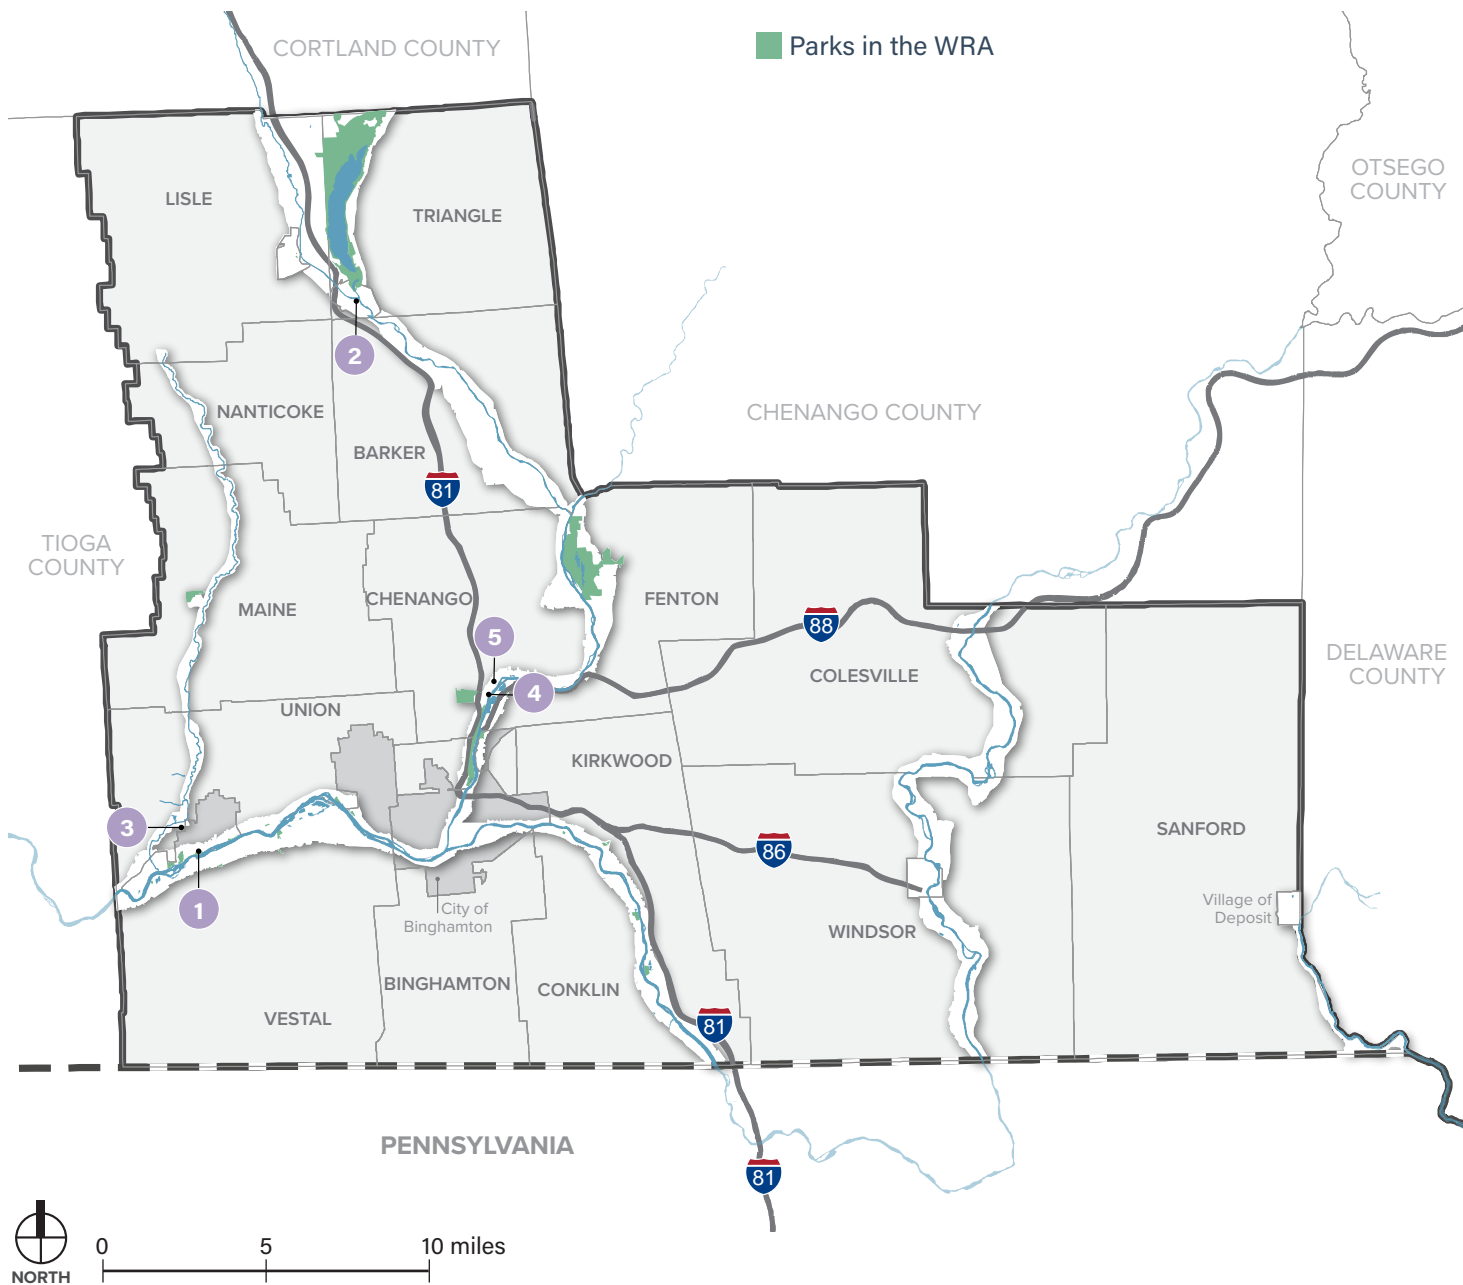 CORTLAND COUNTY
Parks in the WRA
OTSEGO
COUNTY
LISLE
TRIANGLE
2
NANTICOKE
CHENANGO COUNTY
BARKER
81
TIOGA
COUNTY
MAINE
CHENANGO
FENTON
88
5
4
COLESVILLE
DELAWARE
COUNTY
UNION
KIRKWOOD
3
86
SANFORD
1
City of
Binghamton
Village of
Deposit
WINDSOR
BINGHAMTON
CONKLIN
VESTAL
81
PENNSYLVANIA
81
0
5
10 miles
NORTH